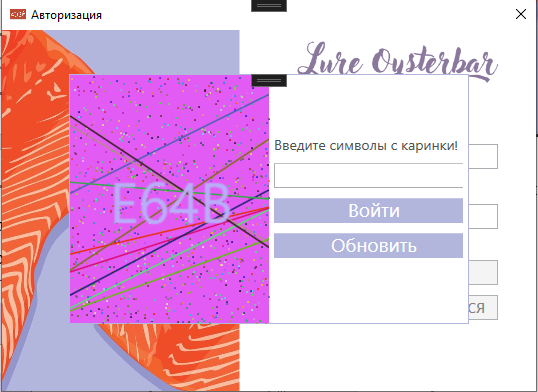 Авторизация
Lure Oysterbar
E64B
Введите символы с каринки!
Войти
Обновить
СЯ